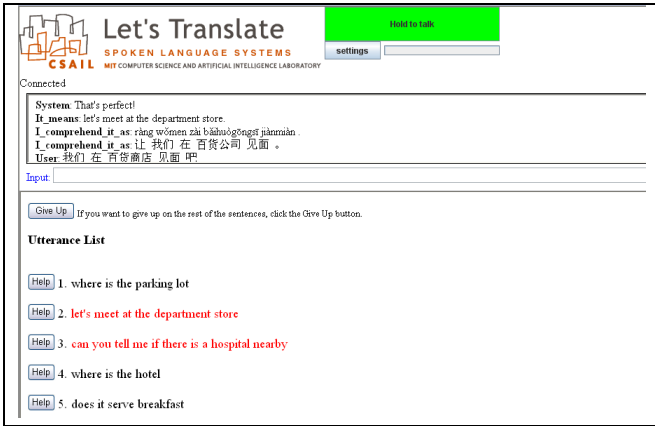 Let's Translate
SPOKEN LANGUAGE SYSTEMS
CSAIL MIT COMPUTER SCIENCE AND ARTIFICIAL INTELLIGENCE LABORATORY
Hold to talk
settings
Connected
System: That's perfect!
It_means: let's meet at the department store.
I_comprehend_it_as: ràng wǒmen zài bǎihuògōngsī jiànmiàn .
I_comprehend_it_as: 让 我们 在 百货公司 见面 。
User: 我们 在 百货商店 见面 吧
Input:
Give Up If you want to give up on the rest of the sentences, click the Give Up button.
Utterance List
Help 1. where is the parking lot
Help 2. let's meet at the department store
Help 3. can you tell me if there is a hospital nearby
Help 4. where is the hotel
Help 5. does it serve breakfast